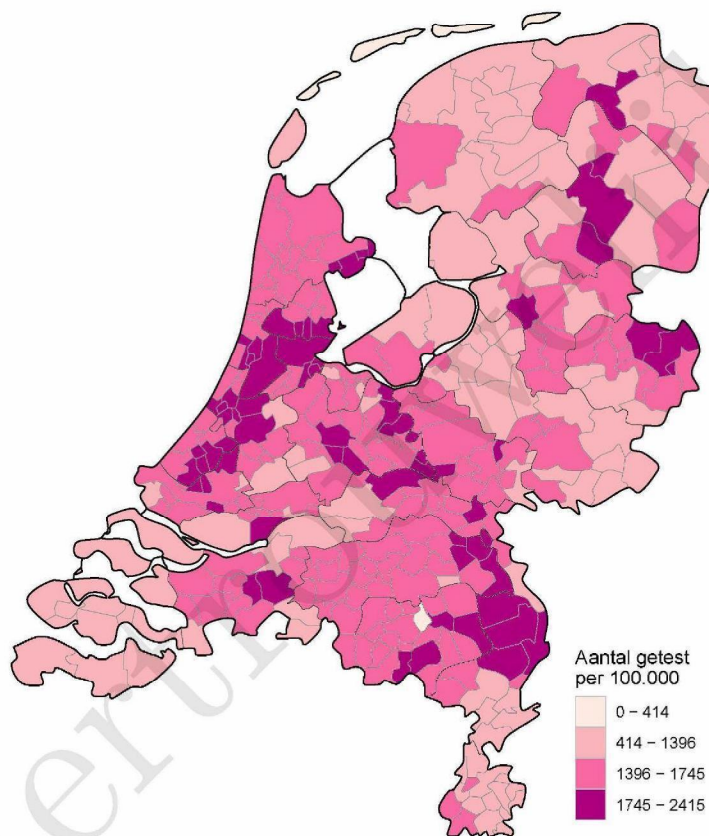 Aantal getest
per 100.000
0 – 414
414 – 1396
1396 – 1745
1745 – 2415